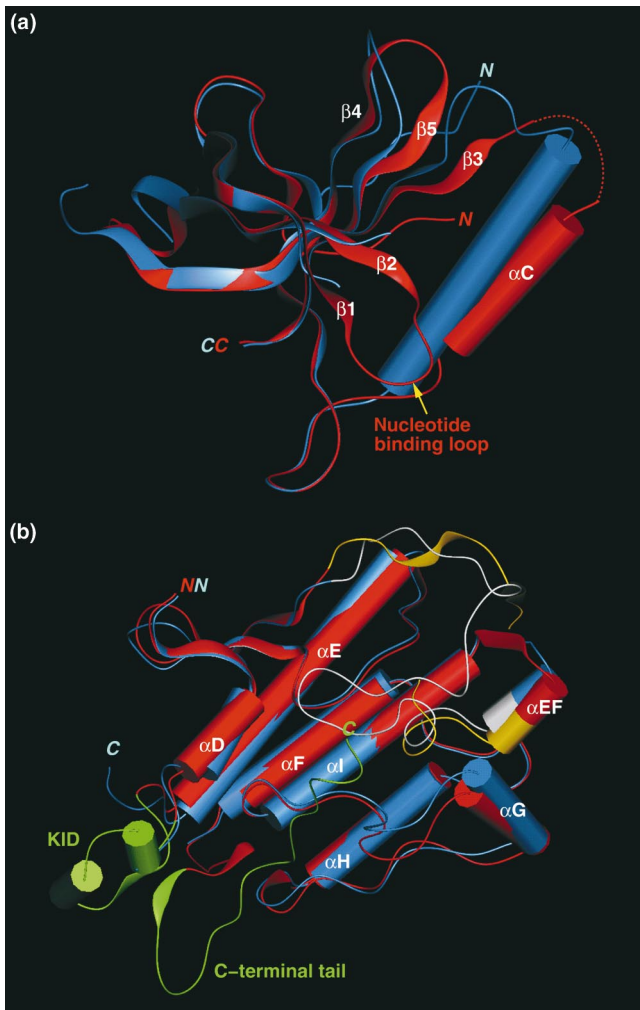 (a)
N
β4
β5
β3
N
αC
β2
β1
CC
Nucleotide
binding loop
(b)
NN
αE
αEF
C
αD
C
αF
αI
αG
KID
αH
C–terminal tail